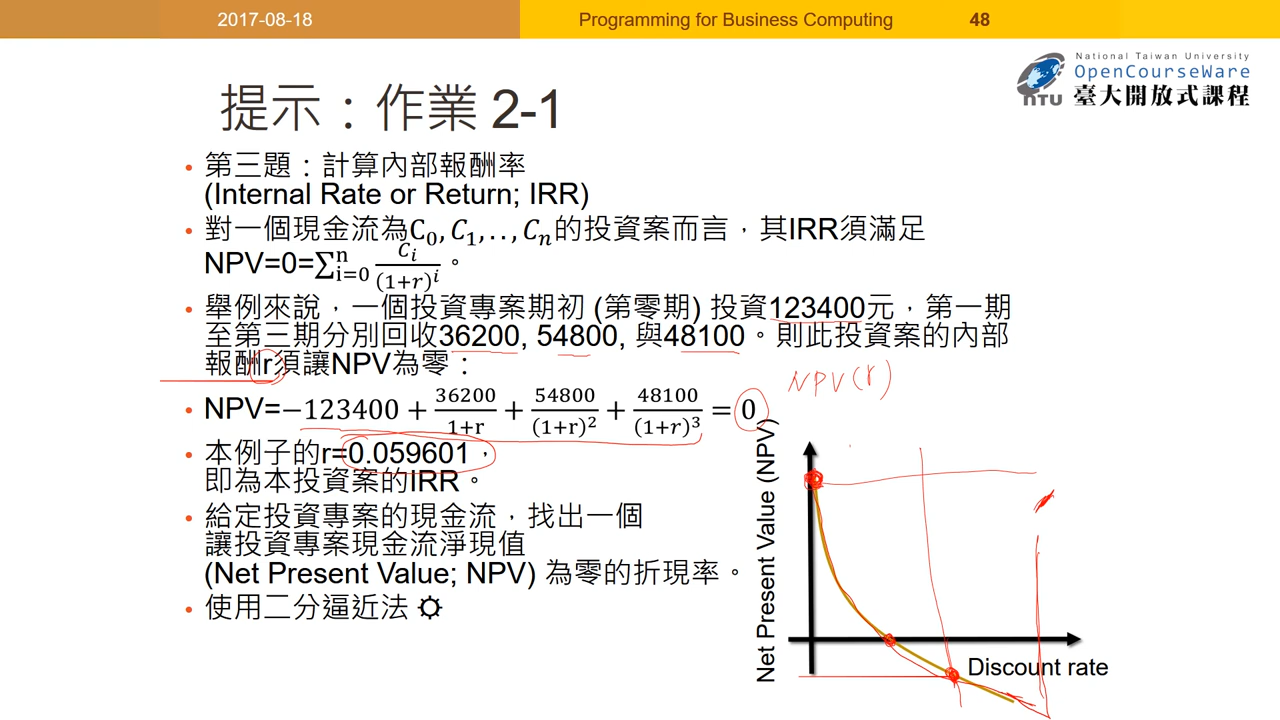 2017-08-18
Programming for Business Computing
48
National Taiwan University
OpenCourseWare
NTU
臺大開放式課程
提示：作業 2-1
• 第三題：計算內部報酬率
(Internal Rate or Return; IRR)
• 對一個現金流為C₀, C₁, . . , Cₙ的投資案而言，其IRR須滿足
NPV=0=∑ⁿᵢ₌₀ Cᵢ/(1+r)ⁱ。
• 舉例來說，一個投資專案期初 (第零期) 投資123400元，第一期
至第三期分別回收36200, 54800, 與48100。則此投資案的內部
報酬r須讓NPV為零：
NPV(r)
• NPV=−123400 + 36200/1+r + 54800/(1+r)² + 48100/(1+r)³ = 0
• 本例子的r=0.059601，
即為本投資案的IRR。
• 給定投資專案的現金流，找出一個
讓投資專案現金流淨現值
(Net Present Value; NPV) 為零的折現率。
• 使用二分逼近法
Net Present Value (NPV)
Discount rate